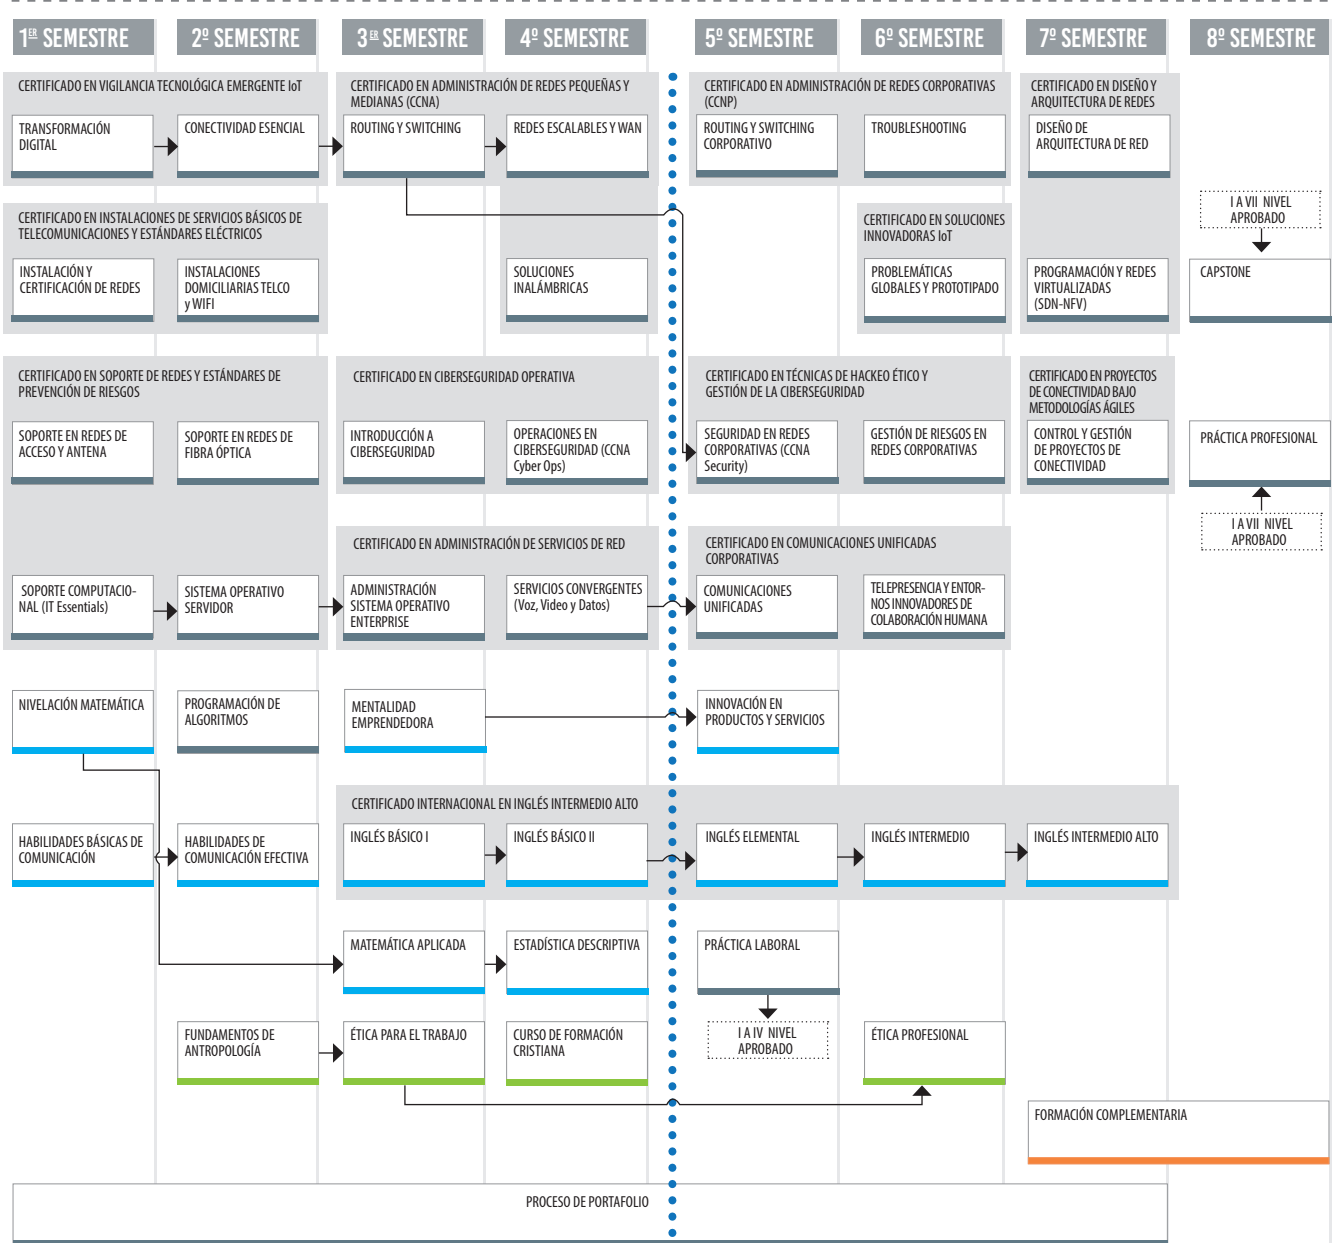 1ER SEMESTRE
2º SEMESTRE
3ER SEMESTRE
4º SEMESTRE
5º SEMESTRE
6º SEMESTRE
7º SEMESTRE
8º SEMESTRE
CERTIFICADO EN VIGILANCIA TECNOLÓGICA EMERGENTE IoT
CERTIFICADO EN ADMINISTRACIÓN DE REDES PEQUEÑAS Y
MEDIANAS (CCNA)
CERTIFICADO EN ADMINISTRACIÓN DE REDES CORPORATIVAS
(CCNP)
CERTIFICADO EN DISEÑO Y
ARQUITECTURA DE REDES
TRANSFORMACIÓN
DIGITAL
CONECTIVIDAD ESENCIAL
ROUTING Y SWITCHING
REDES ESCALABLES Y WAN
ROUTING Y SWITCHING
CORPORATIVO
TROUBLESHOOTING
DISEÑO DE
ARQUITECTURA DE RED
CERTIFICADO EN INSTALACIONES DE SERVICIOS BÁSICOS DE
TELECOMUNICACIONES Y ESTÁNDARES ELÉCTRICOS
CERTIFICADO EN SOLUCIONES
INNOVADORAS IoT
I A VII NIVEL
APROBADO
INSTALACIÓN Y
CERTIFICACIÓN DE REDES
INSTALACIONES
DOMICILIARIAS TELCO
y WIFI
SOLUCIONES
INALÁMBRICAS
PROBLEMÁTICAS
GLOBALES Y PROTOTIPADO
PROGRAMACIÓN Y REDES
VIRTUALIZADAS
(SDN-NFV)
CAPSTONE
CERTIFICADO EN SOPORTE DE REDES Y ESTÁNDARES DE
PREVENCIÓN DE RIESGOS
CERTIFICADO EN CIBERSEGURIDAD OPERATIVA
CERTIFICADO EN TÉCNICAS DE HACKEO ÉTICO Y
GESTIÓN DE LA CIBERSEGURIDAD
CERTIFICADO EN PROYECTOS
DE CONECTIVIDAD BAJO
METODOLOGÍAS ÁGILES
SOPORTE EN REDES DE
ACCESO Y ANTENA
SOPORTE EN REDES DE
FIBRA ÓPTICA
INTRODUCCIÓN A
CIBERSEGURIDAD
OPERACIONES EN
CIBERSEGURIDAD (CCNA
Cyber Ops)
SEGURIDAD EN REDES
CORPORATIVAS (CCNA
Security)
GESTIÓN DE RIESGOS EN
REDES CORPORATIVAS
CONTROL Y GESTIÓN
DE PROYECTOS DE
CONECTIVIDAD
PRÁCTICA PROFESIONAL
I A VII NIVEL
APROBADO
CERTIFICADO EN ADMINISTRACIÓN DE SERVICIOS DE RED
CERTIFICADO EN COMUNICACIONES UNIFICADAS
CORPORATIVAS
SOPORTE COMPUTACIO-
NAL (IT Essentials)
SISTEMA OPERATIVO
SERVIDOR
ADMINISTRACIÓN
SISTEMA OPERATIVO
ENTERPRISE
SERVICIOS CONVERGENTES
(Voz, Video y Datos)
COMUNICACIONES
UNIFICADAS
TELEPRESENCIA Y ENTOR-
NOS INNOVADORES DE
COLABORACIÓN HUMANA
NIVELACIÓN MATEMÁTICA
PROGRAMACIÓN DE
ALGORITMOS
MENTALIDAD
EMPRENDEDORA
INNOVACIÓN EN
PRODUCTOS Y SERVICIOS
CERTIFICADO INTERNACIONAL EN INGLÉS INTERMEDIO ALTO
HABILIDADES BÁSICAS DE
COMUNICACIÓN
HABILIDADES DE
COMUNICACIÓN EFECTIVA
INGLÉS BÁSICO I
INGLÉS BÁSICO II
INGLÉS ELEMENTAL
INGLÉS INTERMEDIO
INGLÉS INTERMEDIO ALTO
MATEMÁTICA APLICADA
ESTADÍSTICA DESCRIPTIVA
PRÁCTICA LABORAL
FUNDAMENTOS DE
ANTROPOLOGÍA
ÉTICA PARA EL TRABAJO
CURSO DE FORMACIÓN
CRISTIANA
I A IV NIVEL
APROBADO
ÉTICA PROFESIONAL
FORMACIÓN COMPLEMENTARIA
PROCESO DE PORTAFOLIO